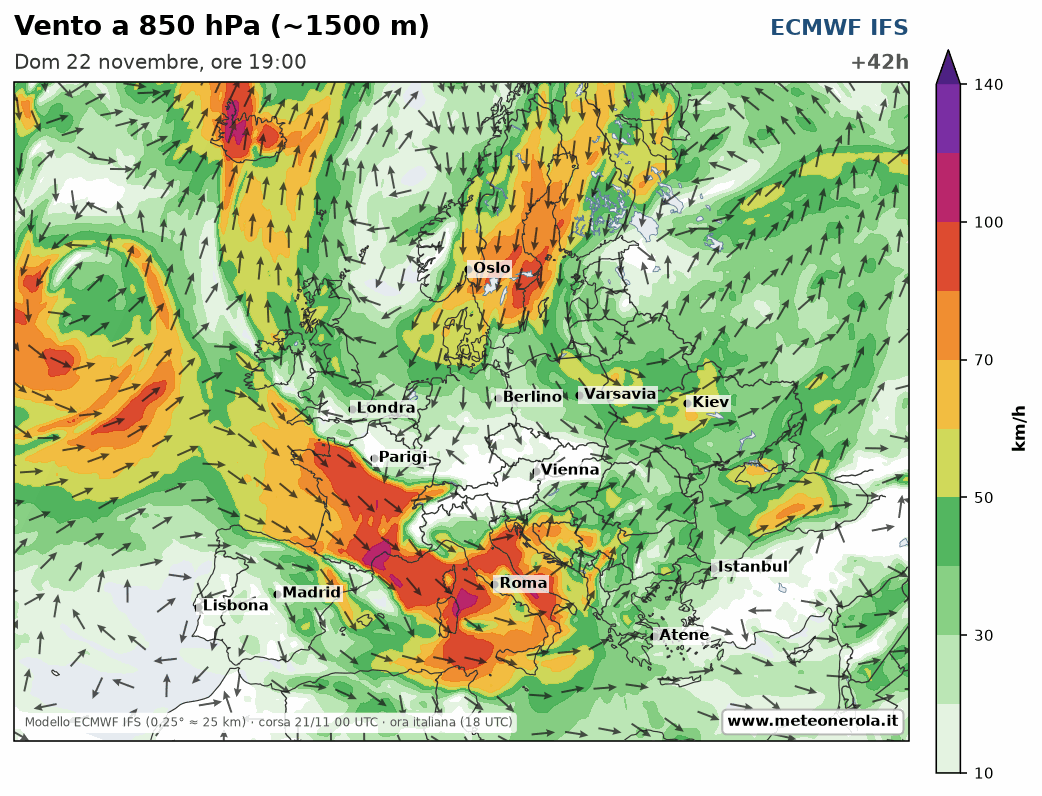 Vento a 850 hPa (~1500 m)
ECMWF IFS
Dom 22 novembre, ore 19:00
+42h
140
100
70
50
30
10
km/h
Oslo
Berlino
Varsavia
Kiev
Londra
Parigi
Vienna
Istanbul
Roma
Madrid
Lisbona
Atene
Modello ECMWF IFS (0,25° ≈ 25 km) · corsa 21/11 00 UTC · ora italiana (18 UTC)
www.meteonerola.it